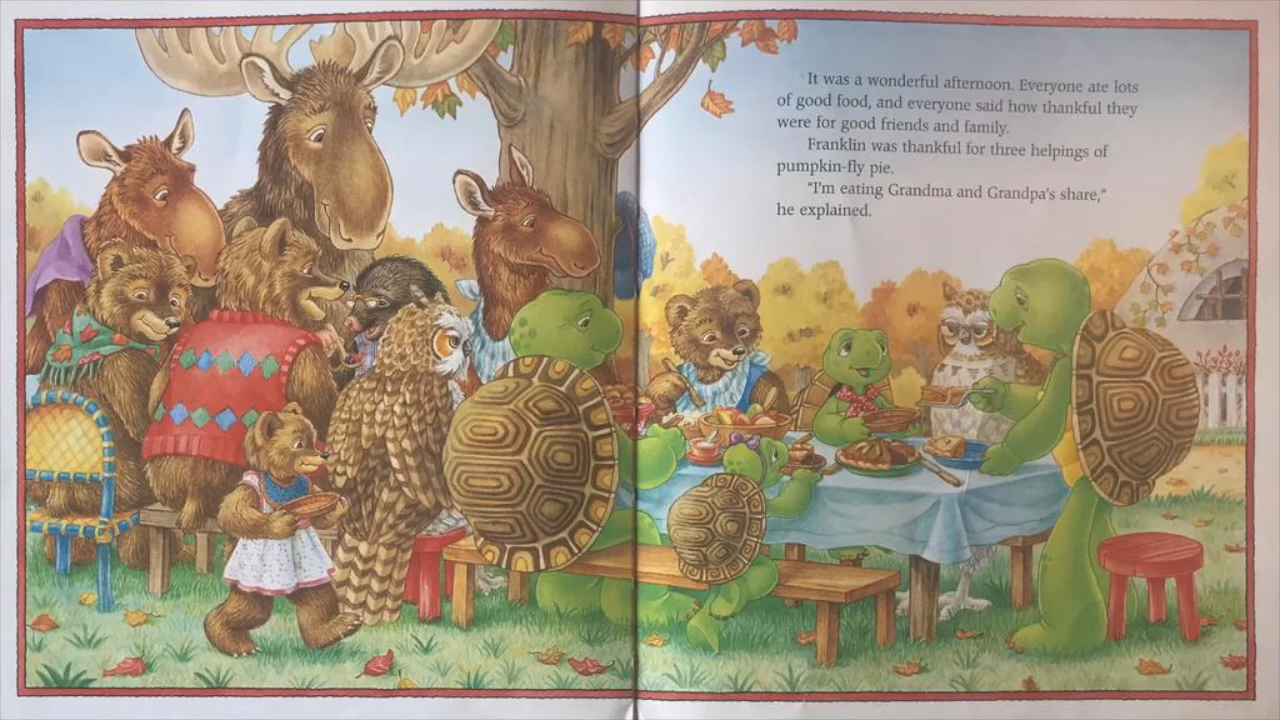 It was a wonderful afternoon. Everyone ate lots
of good food, and everyone said how thankful they
were for good friends and family.
Franklin was thankful for three helpings of
pumpkin-fly pie.
"I'm eating Grandma and Grandpa's share,"
he explained.